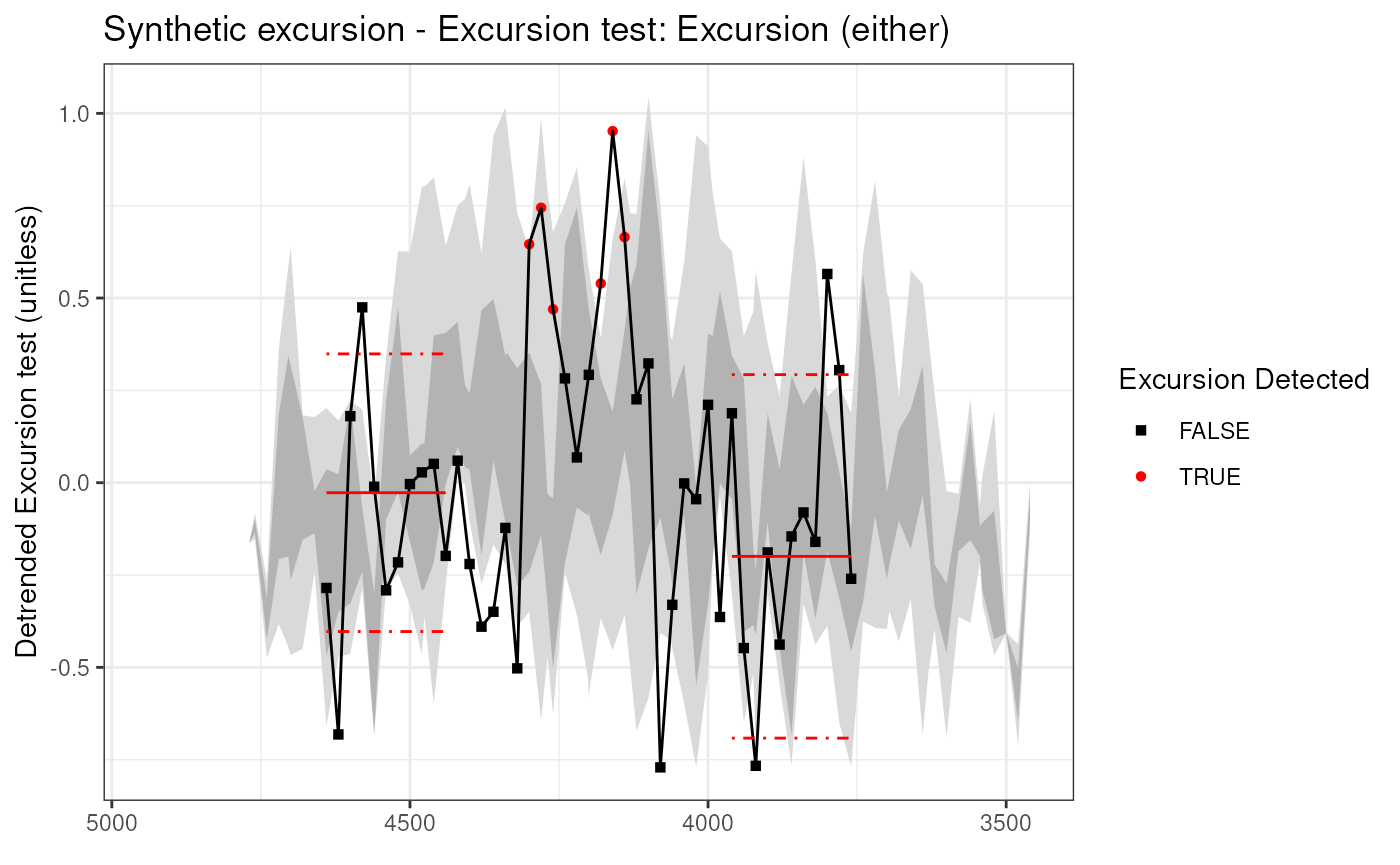 Synthetic excursion - Excursion test: Excursion (either)
Detrended Excursion test (unitless)
1.0
0.5
0.0
-0.5
5000
4500
4000
3500
Excursion Detected
FALSE
TRUE